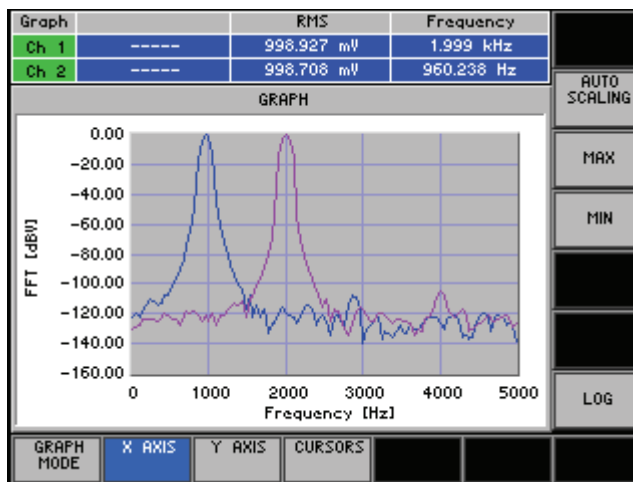 Graph RMS Frequency
Ch 1 ----- 998.927 mV 1.999 kHz
Ch 2 ----- 998.708 mV 960.238 Hz
AUTO
SCALING
MAX
MIN
LOG
GRAPH
FFT [dBV]
0.00
-20.00
-40.00
-60.00
-80.00
-100.00
-120.00
-140.00
-160.00
0 1000 2000 3000 4000 5000
Frequency [Hz]
GRAPH
MODE
X AXIS
Y AXIS
CURSORS